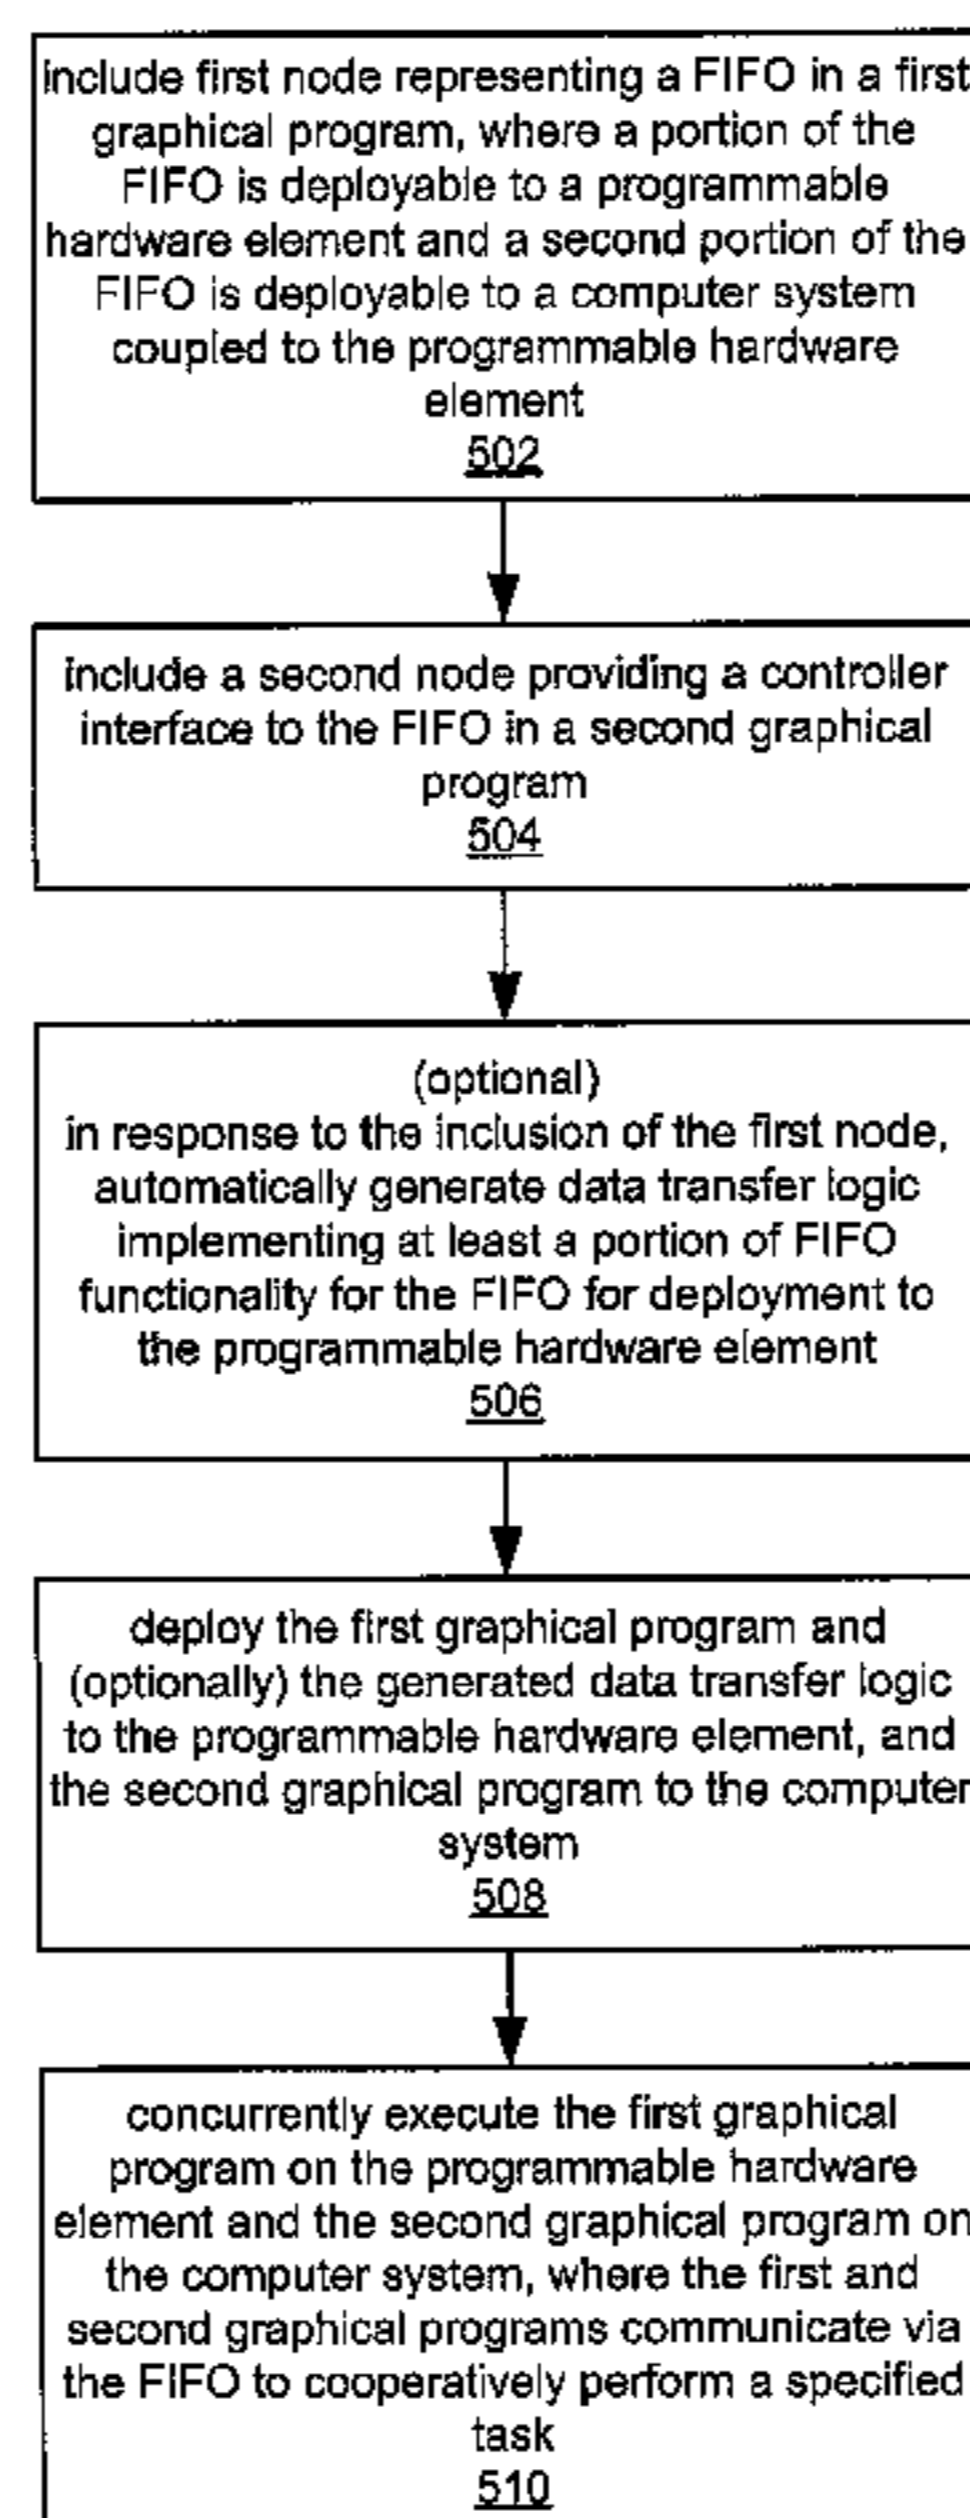 include first node representing a FIFO in a first
graphical program, where a portion of the
FIFO is deployable to a programmable
hardware element and a second portion of the
FIFO is deployable to a computer system
coupled to the programmable hardware
element
502
include a second node providing a controller
interface to the FIFO in a second graphical
program
504
(optional)
in response to the inclusion of the first node,
automatically generate data transfer logic
implementing at least a portion of FIFO
functionality for the FIFO for deployment to
the programmable hardware element
506
deploy the first graphical program and
(optionally) the generated data transfer logic
to the programmable hardware element, and
the second graphical program to the computer
system
508
concurrently execute the first graphical
program on the programmable hardware
element and the second graphical program on
the computer system, where the first and
second graphical programs communicate via
the FIFO to cooperatively perform a specified
task
510